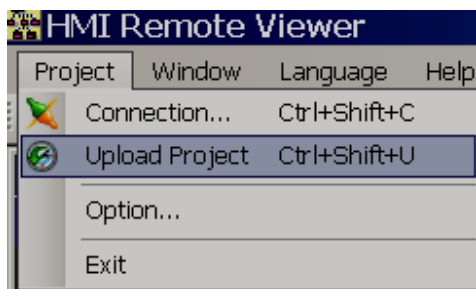 HMI Remote Viewer
Project Window Language Help
Connection... Ctrl+Shift+C
Upload Project Ctrl+Shift+U
Option...
Exit